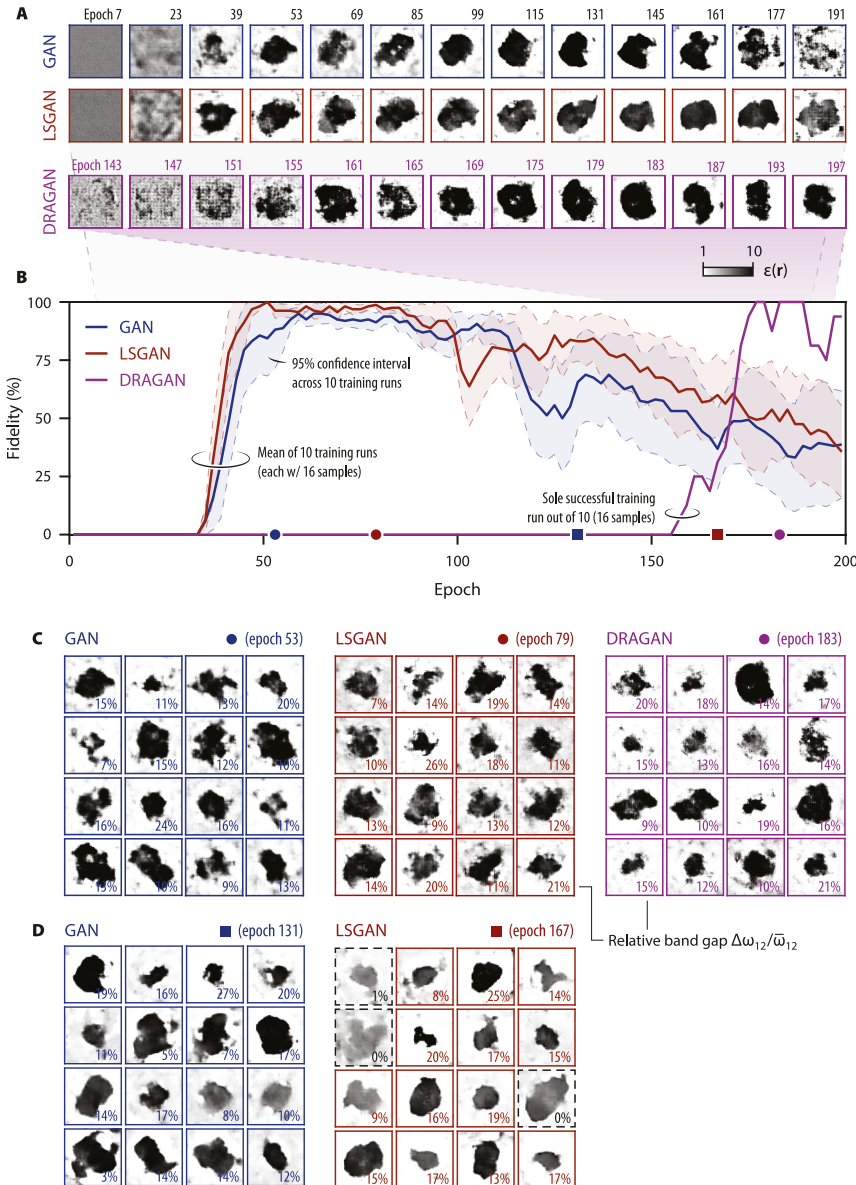 A
Epoch 7 23 39 53 69 85 99 115 131 145 161 177 191
GAN
LSGAN
Epoch 143 147 151 155 161 165 169 175 179 183 187 193 197
DRAGAN
1 10
ε(r)
B
100
75
50
25
0
Fidelity (%)
GAN
LSGAN
DRAGAN
95% confidence interval
across 10 training runs
Mean of 10 training runs
(each w/ 16 samples)
Sole successful training
run out of 10 (16 samples)
0 50 100 150 200
Epoch
C
GAN (epoch 53)
15% 11% 13% 20%
7% 15% 12% 10%
16% 24% 16% 11%
13% 10% 9% 13%
LSGAN (epoch 79)
7% 14% 19% 14%
10% 26% 18% 11%
13% 9% 13% 12%
14% 20% 11% 21%
DRAGAN (epoch 183)
20% 18% 14% 17%
15% 13% 16% 14%
9% 10% 19% 16%
15% 12% 10% 21%
Relative band gap Δω12/ω̅12
D
GAN (epoch 131)
19% 16% 27% 20%
11% 5% 7% 17%
14% 17% 8% 10%
3% 14% 14% 12%
LSGAN (epoch 167)
1% 8% 25% 14%
0% 20% 17% 15%
9% 16% 19% 0%
15% 17% 13% 17%